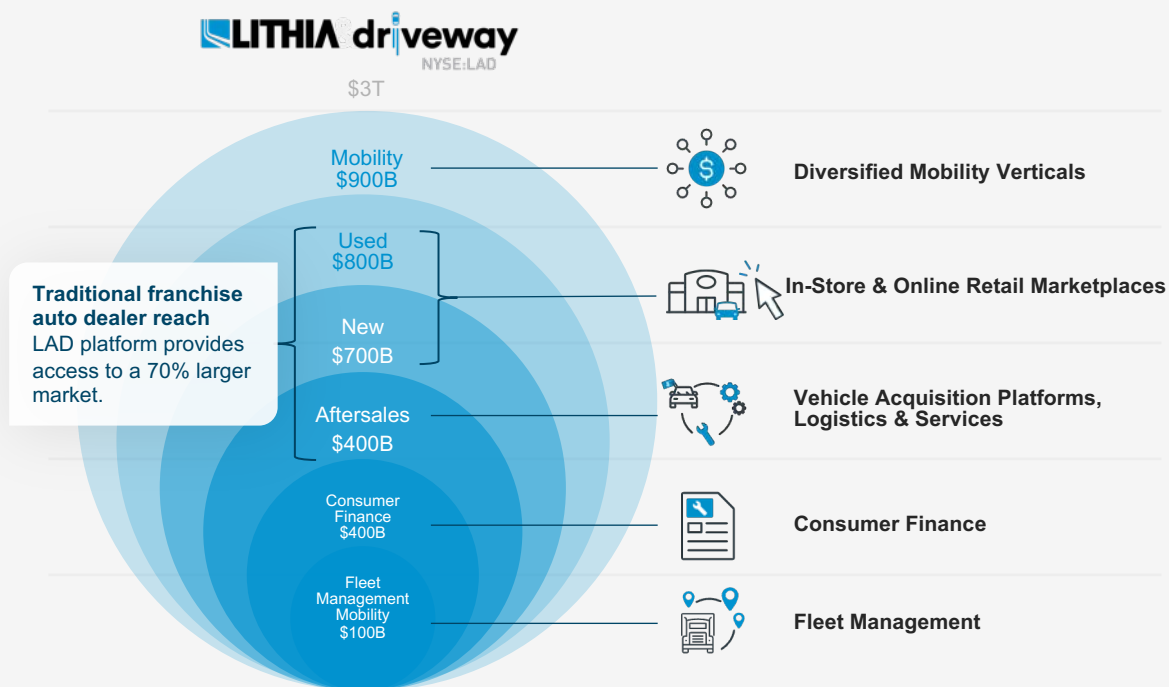 LITHIA driveway
NYSE:LAD
$3T
Mobility
$900B
Diversified Mobility Verticals
Used
$800B
In-Store & Online Retail Marketplaces
Traditional franchise
auto dealer reach
LAD platform provides
access to a 70% larger
market.
New
$700B
Aftersales
$400B
Vehicle Acquisition Platforms,
Logistics & Services
Consumer
Finance
$400B
Consumer Finance
Fleet
Management
Mobility
$100B
Fleet Management